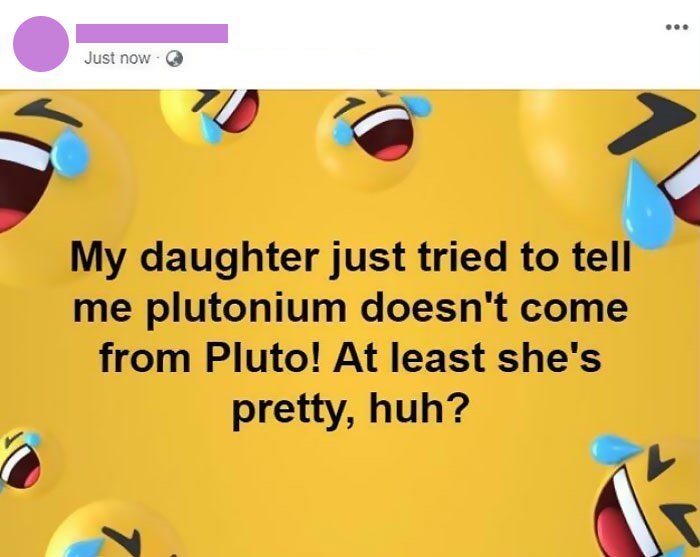 Just now ·
My daughter just tried to tell
me plutonium doesn't come
from Pluto! At least she's
pretty, huh?